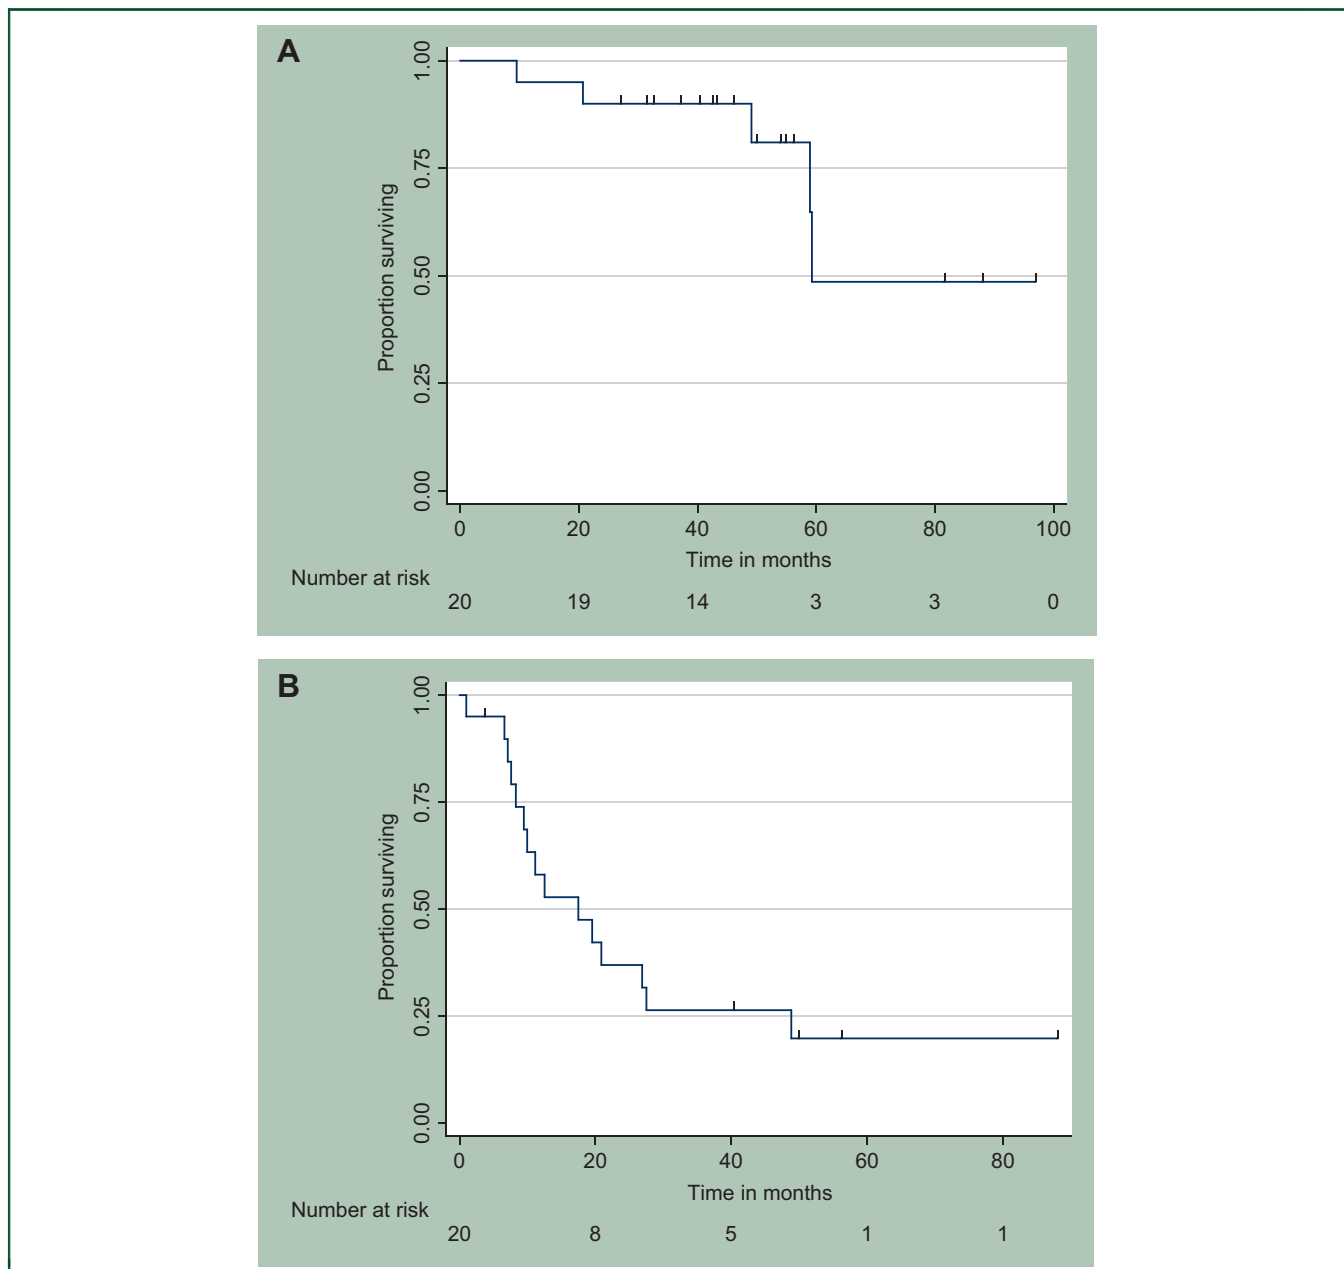 A
1.00
0.75
0.50
0.25
0.00
Proportion surviving
0 20 40 60 80 100
Time in months
Number at risk
20 19 14 3 3 0
B
1.00
0.75
0.50
0.25
0.00
Proportion surviving
0 20 40 60 80
Time in months
Number at risk
20 8 5 1 1